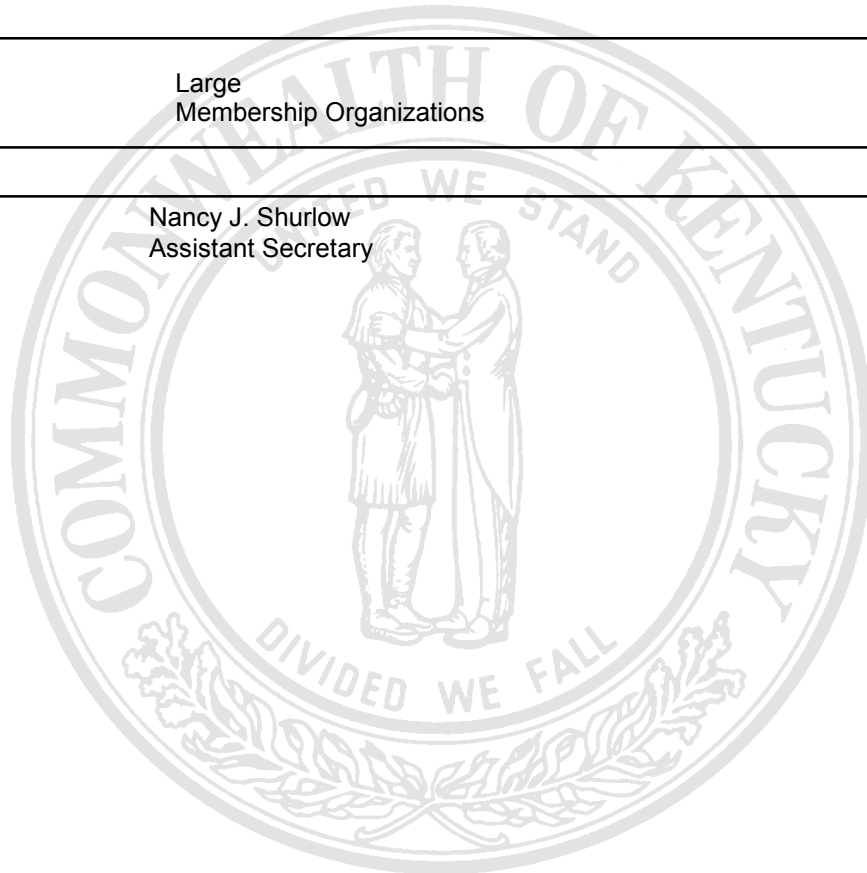 Large
Membership Organizations
Nancy J. Shurlow
Assistant Secretary
COMMONWEALTH OF KENTUCKY
UNITED WE STAND
DIVIDED WE FALL